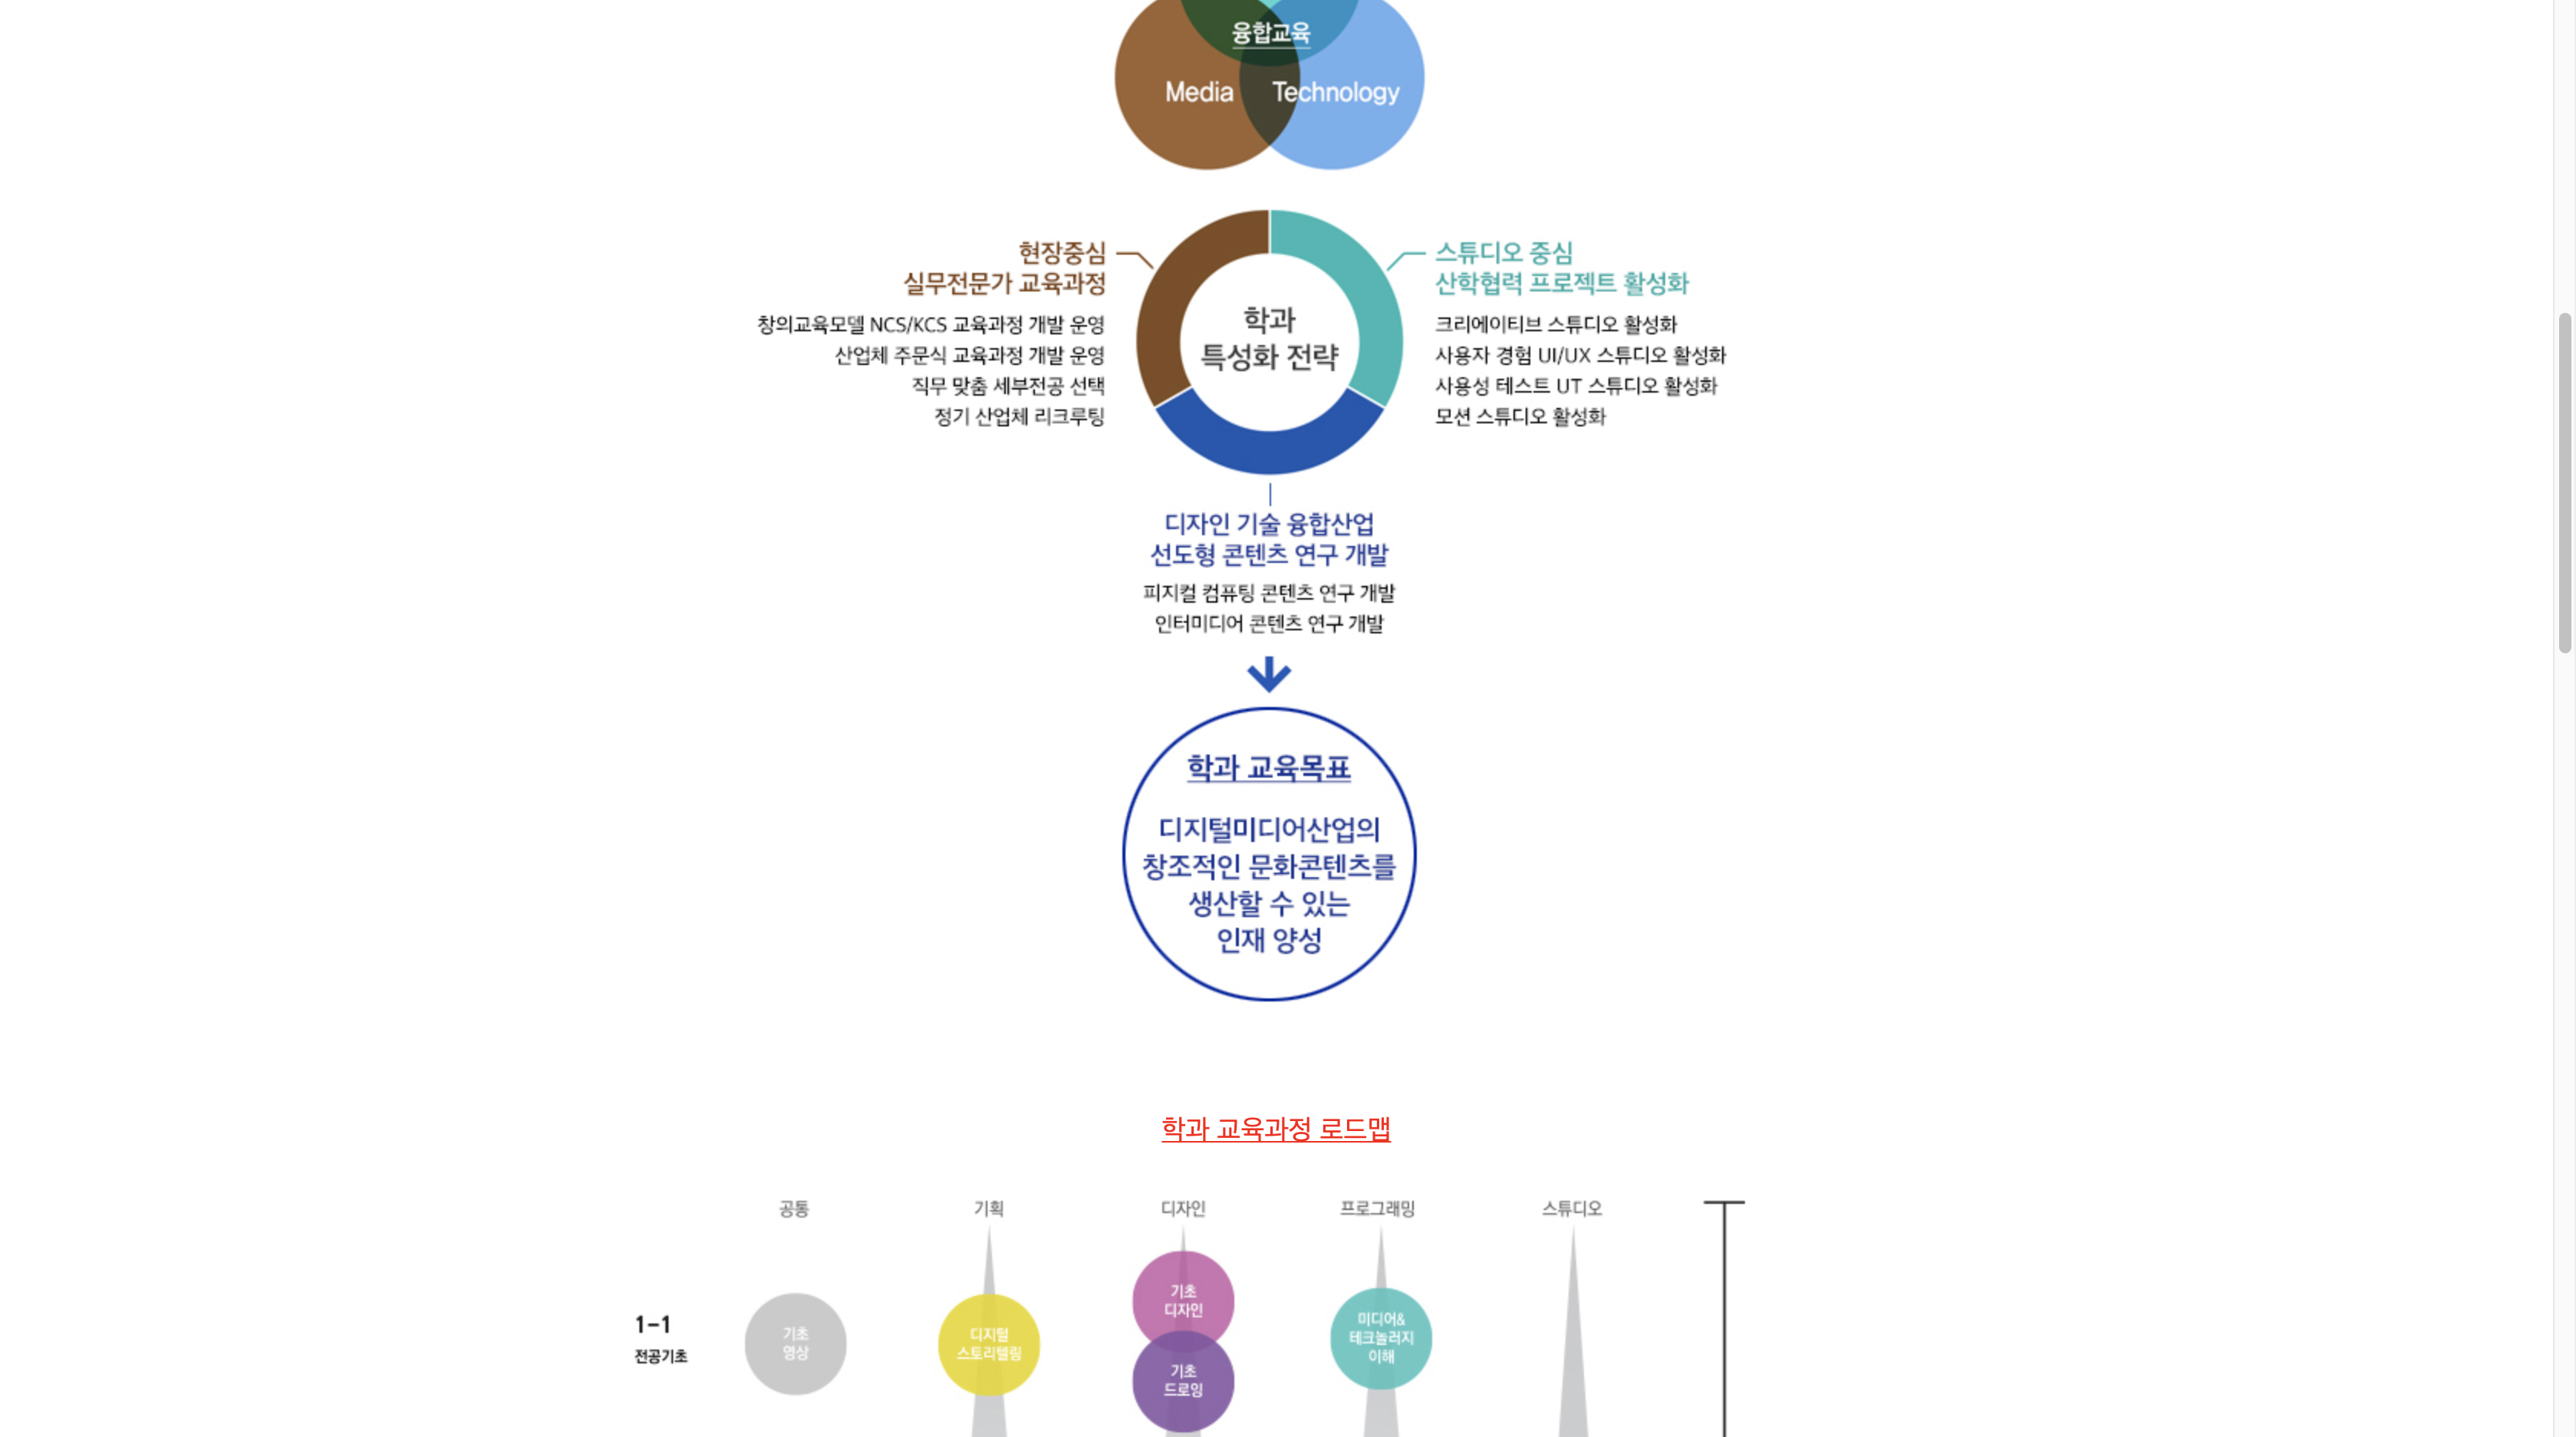 융합교육
Media
Technology
현장중심
실무전문가 교육과정
창의교육모델 NCS/KCS 교육과정 개발 운영
산업체 주문식 교육과정 개발 운영
직무 맞춤 세부전공 선택
정기 산업체 리크루팅
학과
특성화 전략
스튜디오 중심
산학협력 프로젝트 활성화
크리에이티브 스튜디오 활성화
사용자 경험 UI/UX 스튜디오 활성화
사용성 테스트 UT 스튜디오 활성화
모션 스튜디오 활성화
디자인 기술 융합산업
선도형 콘텐츠 연구 개발
피지컬 컴퓨팅 콘텐츠 연구 개발
인터미디어 콘텐츠 연구 개발
학과 교육목표
디지털미디어산업의
창조적인 문화콘텐츠를
생산할 수 있는
인재 양성
학과 교육과정 로드맵
공통
기획
디자인
프로그래밍
스튜디오
1-1
전공기초
기초
영상
디지털
스토리텔링
기초
디자인
기초
드로잉
미디어&
테크놀러지
이해